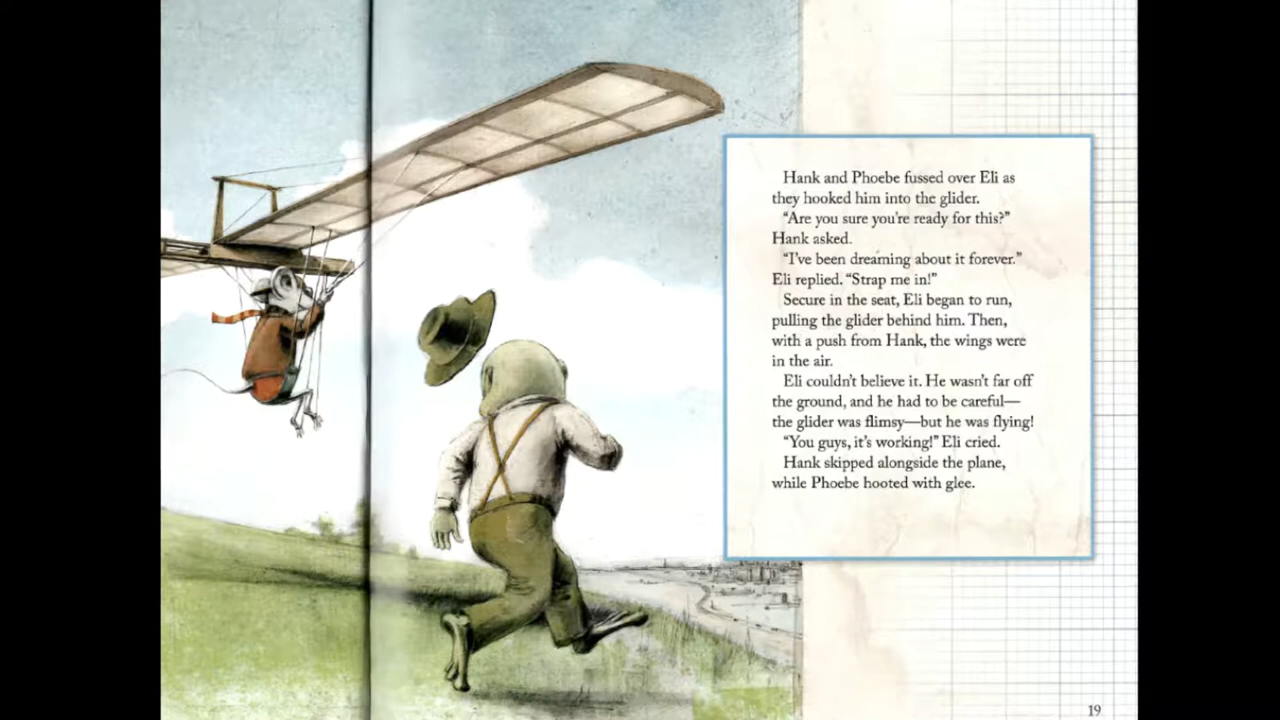 Hank and Phoebe fussed over Eli as
they hooked him into the glider.
“Are you sure you’re ready for this?”
Hank asked.
“I’ve been dreaming about it forever.”
Eli replied. “Strap me in!”
Secure in the seat, Eli began to run,
pulling the glider behind him. Then,
with a push from Hank, the wings were
in the air.
Eli couldn’t believe it. He wasn’t far off
the ground, and he had to be careful—
the glider was flimsy—but he was flying!
“You guys, it’s working!” Eli cried.
Hank skipped alongside the plane,
while Phoebe hooted with glee.
19